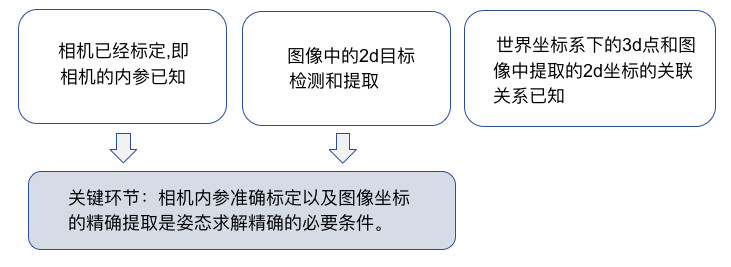 相机已经标定,即
相机的内参已知
图像中的2d目标
检测和提取
世界坐标系下的3d点和图
像中提取的2d坐标的关联
关系已知
关键环节：相机内参准确标定以及图像坐标
的精确提取是姿态求解精确的必要条件。